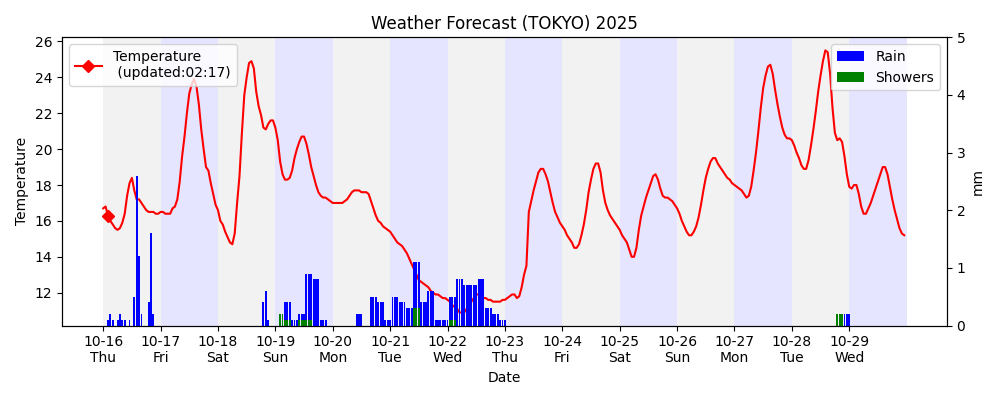 Weather Forecast (TOKYO) 2025
Temperature
(updated:02:17)
Rain
Showers
26
24
22
20
18
16
14
12
Temperature
5
4
3
2
1
0
mm
10-16 10-17 10-18 10-19 10-20 10-21 10-22 10-23 10-24 10-25 10-26 10-27 10-28 10-29
Thu Fri Sat Sun Mon Tue Wed Thu Fri Sat Sun Mon Tue Wed
Date